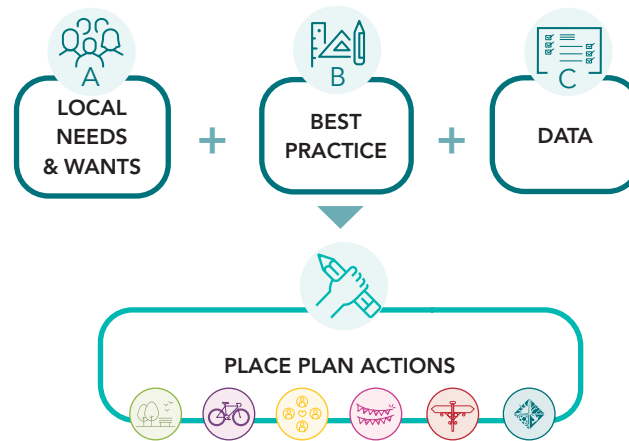 A
LOCAL
NEEDS
& WANTS
+
B
BEST
PRACTICE
+
C
DATA
PLACE PLAN ACTIONS